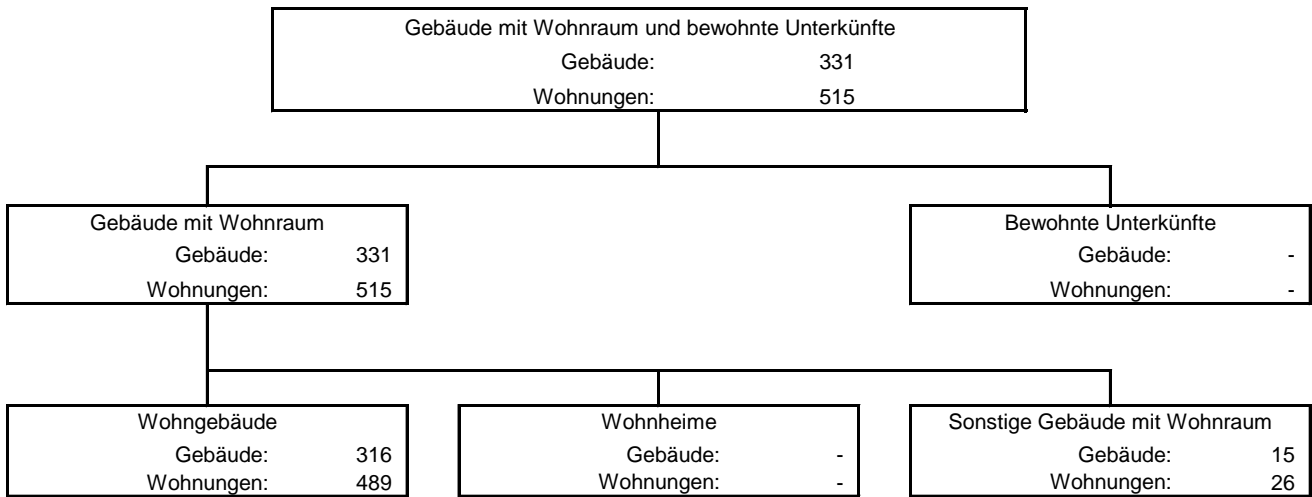 Gebäude mit Wohnraum und bewohnte Unterkünfte
Gebäude: 331
Wohnungen: 515
Gebäude mit Wohnraum
Gebäude: 331
Wohnungen: 515
Bewohnte Unterkünfte
Gebäude: -
Wohnungen: -
Wohngebäude
Gebäude: 316
Wohnungen: 489
Wohnheime
Gebäude: -
Wohnungen: -
Sonstige Gebäude mit Wohnraum
Gebäude: 15
Wohnungen: 26